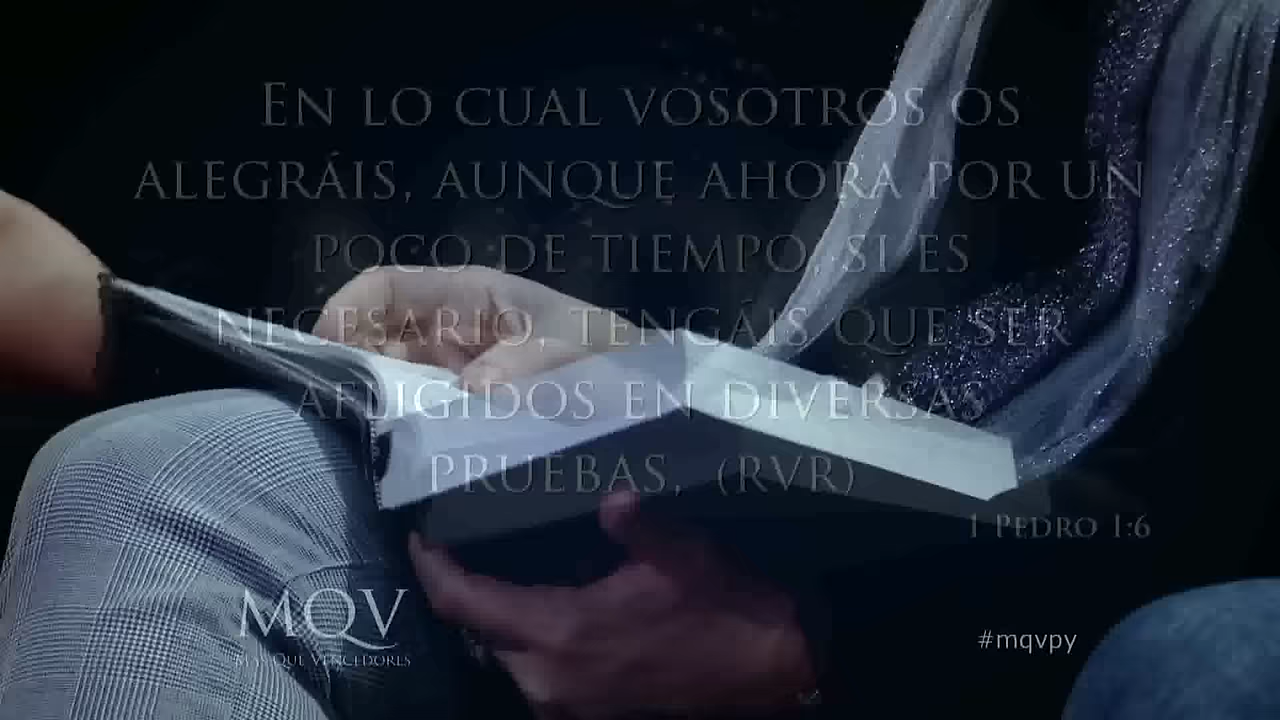 EN LO CUAL VOSOTROS OS
ALEGRÁIS, AUNQUE AHORA POR UN
POCO DE TIEMPO, SI ES
NECESARIO, TENGÁIS QUE SER
AFLIGIDOS EN DIVERSAS
PRUEBAS, (RVR)
1 PEDRO 1:6
MQV
MÁS QUE VENCEDORES
#mqvpy